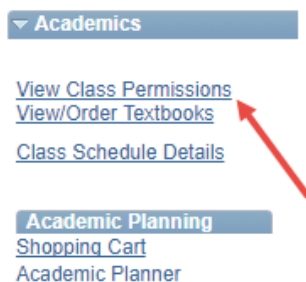 Academics
View Class Permissions
View/Order Textbooks
Class Schedule Details
Academic Planning
Shopping Cart
Academic Planner